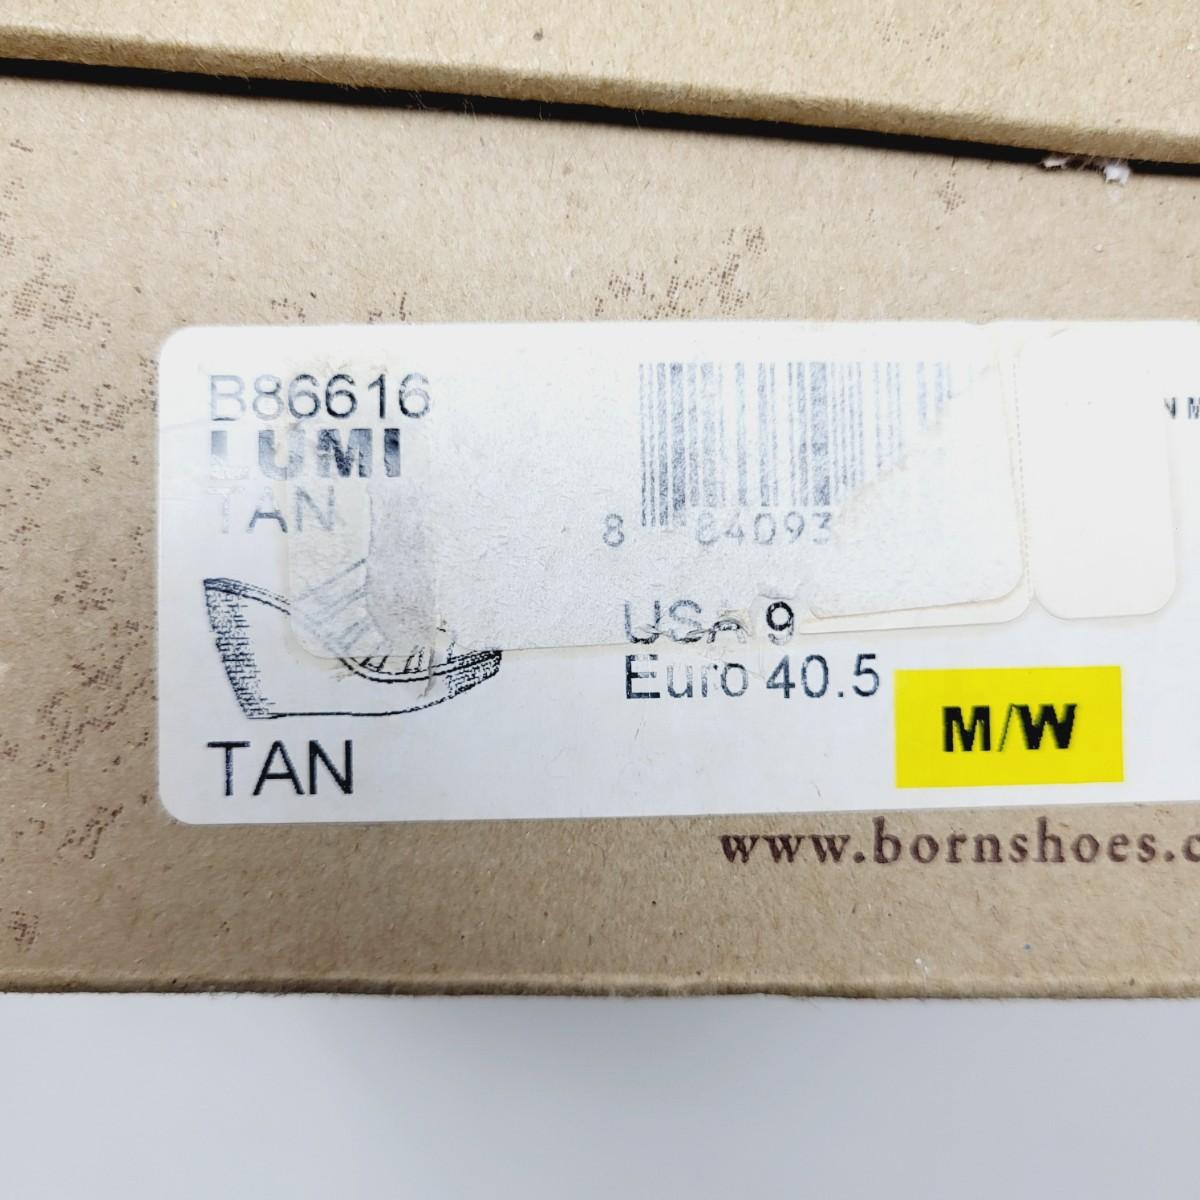 B86616
LUMI
TAN
8 84093
N M
USA 9
Euro 40.5
M/W
TAN
www.bornshoes.c